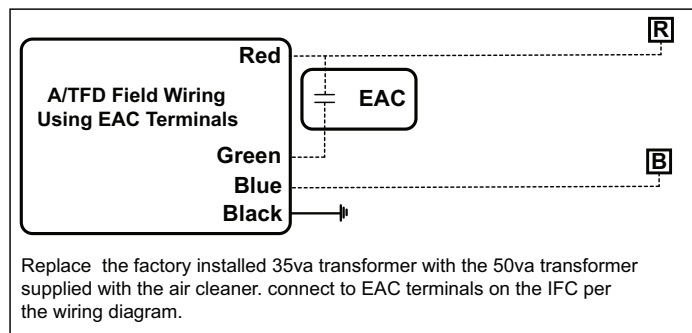 R
Red
A/TFD Field Wiring
Using EAC Terminals
EAC
Green
Blue
B
Black
Replace the factory installed 35va transformer with the 50va transformer
supplied with the air cleaner. connect to EAC terminals on the IFC per
the wiring diagram.